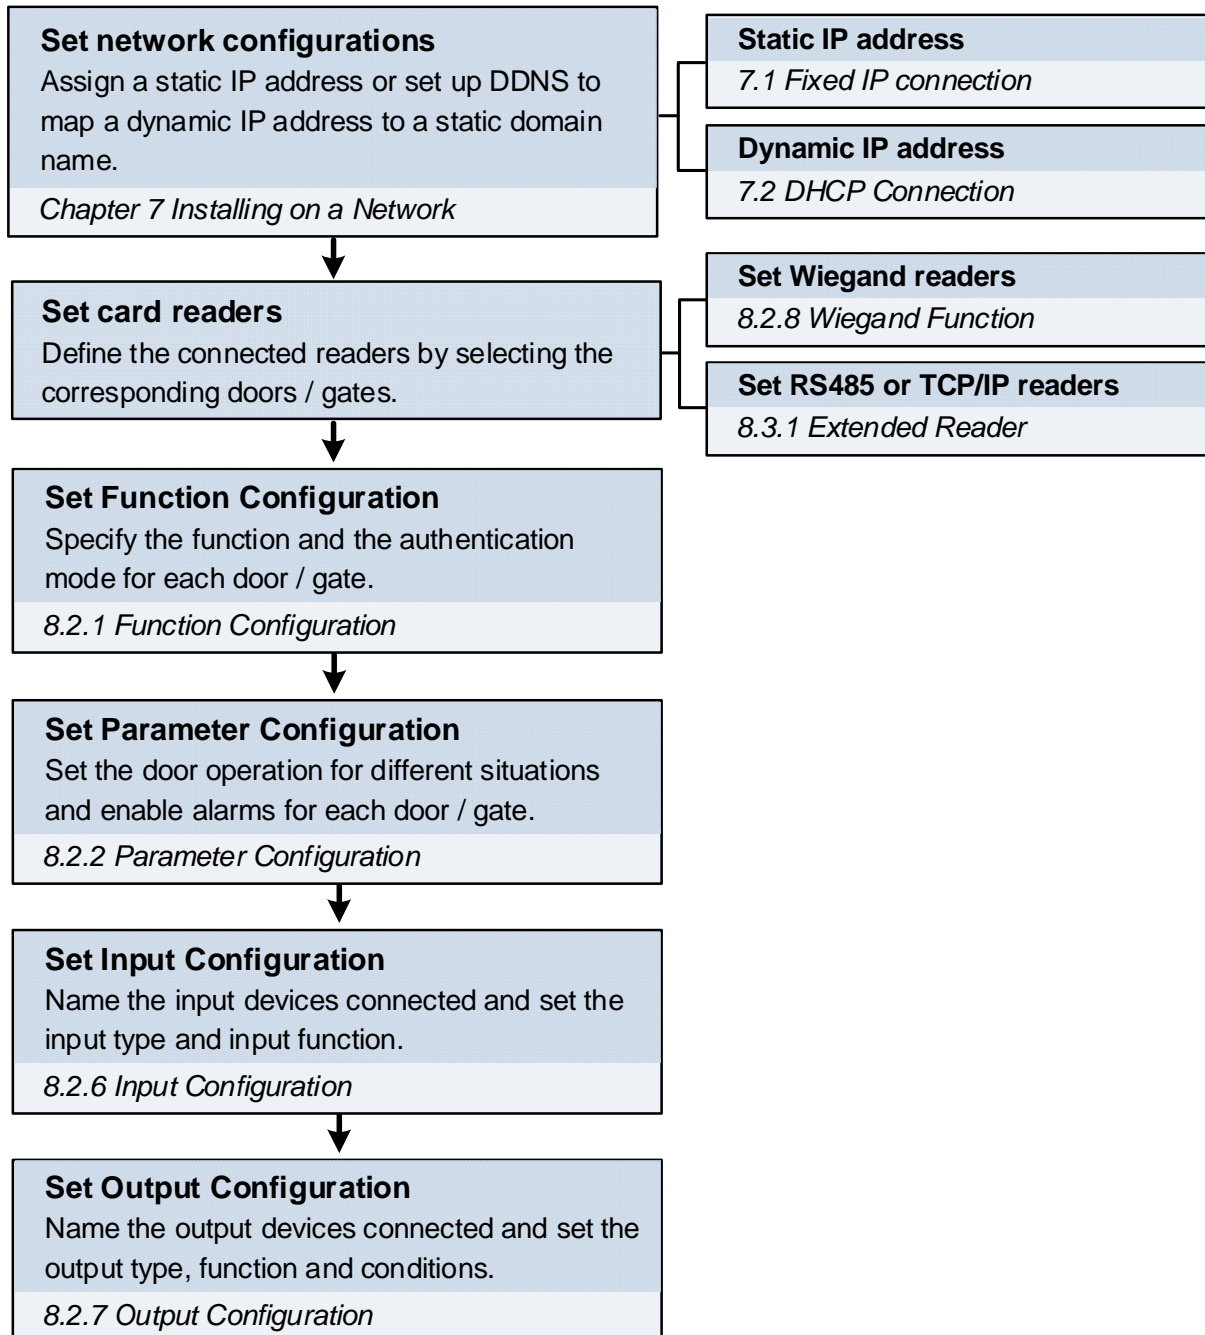 Set network configurations
Assign a static IP address or set up DDNS to
map a dynamic IP address to a static domain
name.
Chapter 7 Installing on a Network
Static IP address
7.1 Fixed IP connection
Dynamic IP address
7.2 DHCP Connection
Set card readers
Define the connected readers by selecting the
corresponding doors / gates.
Set Wiegand readers
8.2.8 Wiegand Function
Set RS485 or TCP/IP readers
8.3.1 Extended Reader
Set Function Configuration
Specify the function and the authentication
mode for each door / gate.
8.2.1 Function Configuration
Set Parameter Configuration
Set the door operation for different situations
and enable alarms for each door / gate.
8.2.2 Parameter Configuration
Set Input Configuration
Name the input devices connected and set the
input type and input function.
8.2.6 Input Configuration
Set Output Configuration
Name the output devices connected and set the
output type, function and conditions.
8.2.7 Output Configuration